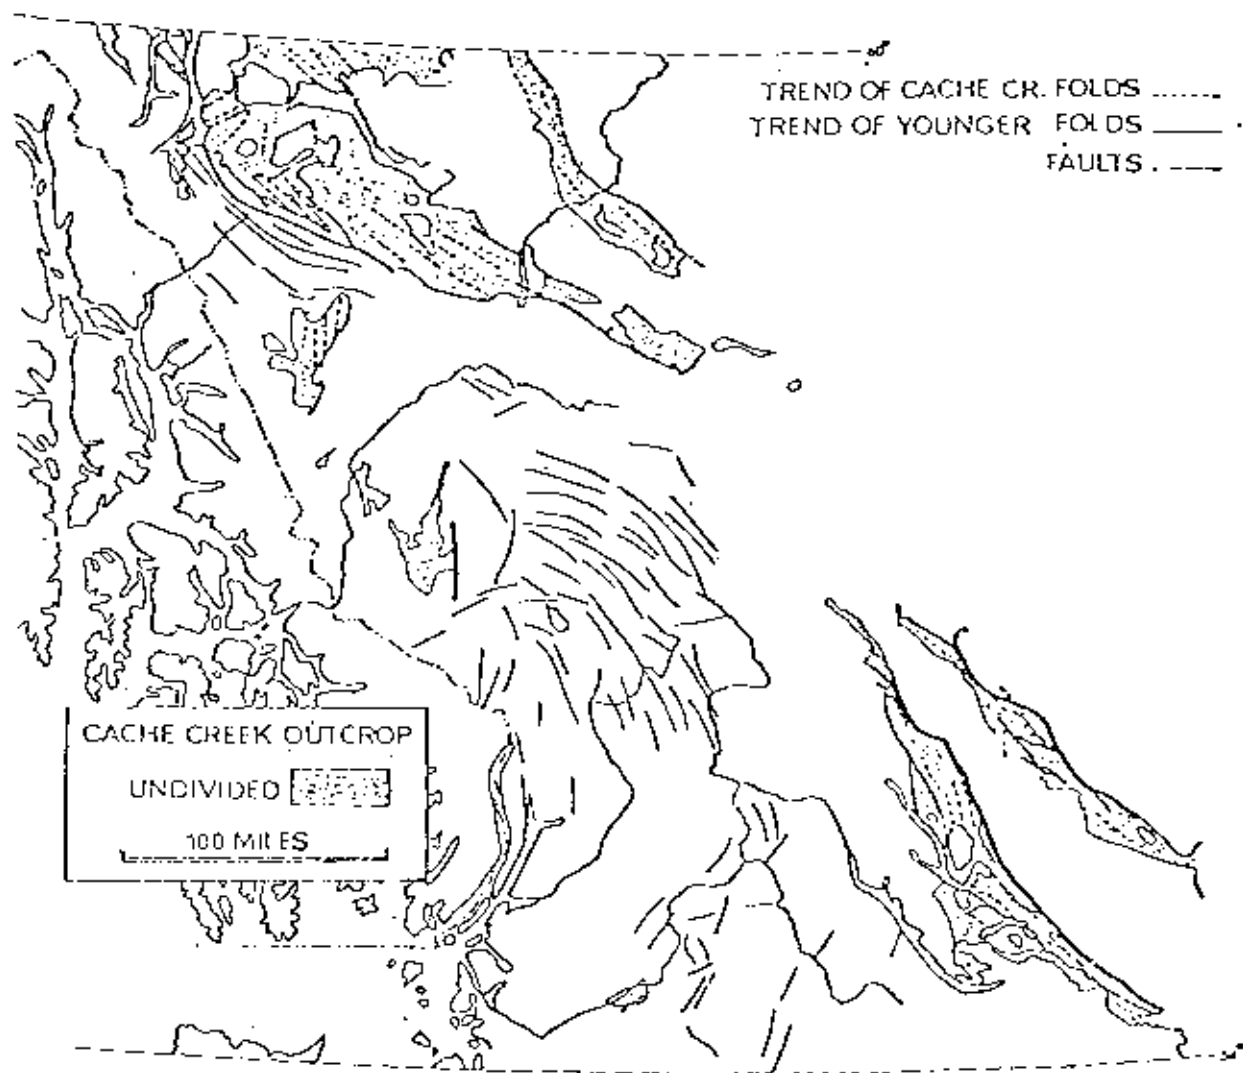 TREND OF CACHE CR. FOLDS
TREND OF YOUNGER FOLDS
FAULTS
CACHE CREEK OUTCROP
UNDIVIDED
100 MILES